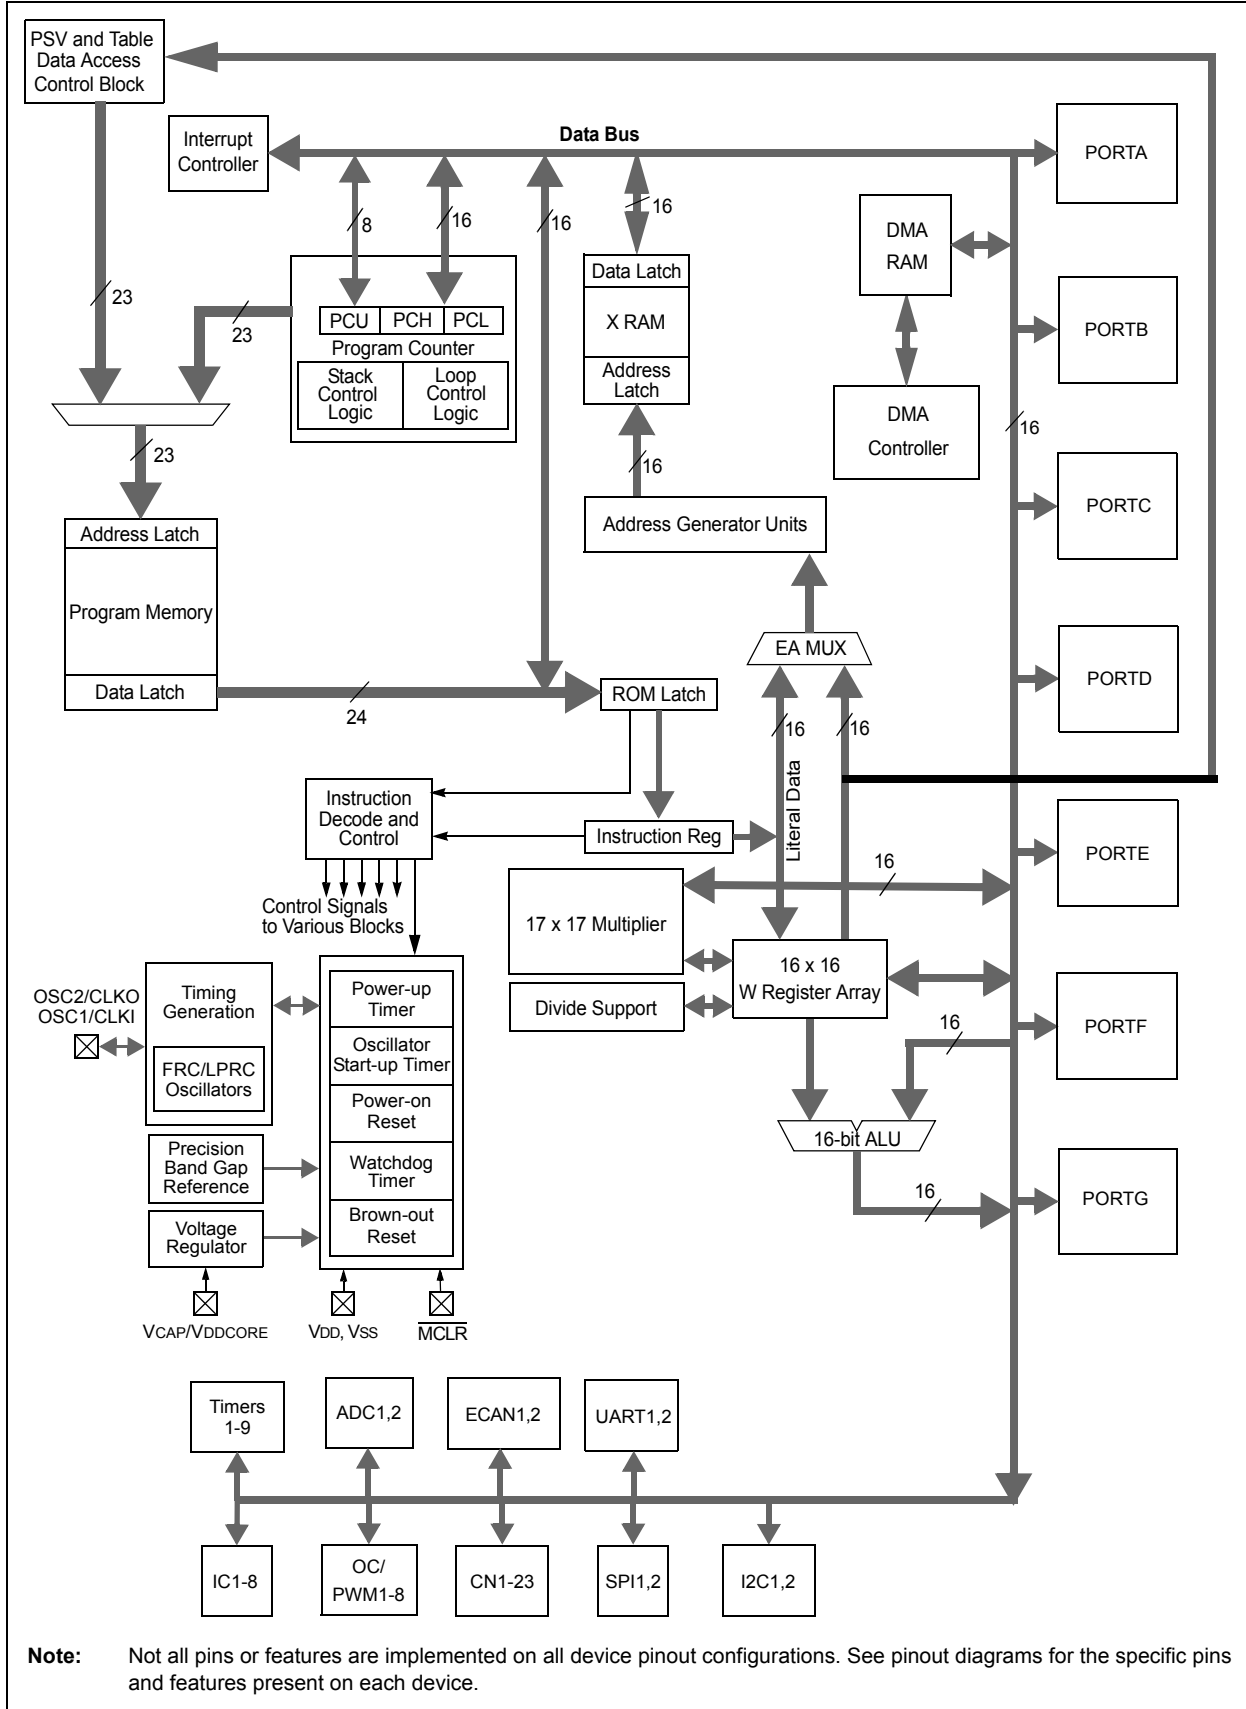 PSV and Table
Data Access
Control Block
Interrupt
Controller
Data Bus
PORTA
8
16
16
16
DMA
RAM
Data Latch
X RAM
Address
Latch
23
23
PCU
PCH
PCL
Program Counter
Stack
Control
Logic
Loop
Control
Logic
PORTB
DMA
Controller
16
23
16
PORTC
Address Latch
Program Memory
Data Latch
Address Generator Units
EA MUX
PORTD
24
ROM Latch
16
16
Literal Data
Instruction
Decode and
Control
Instruction Reg
PORTE
16
Control Signals
to Various Blocks
17 x 17 Multiplier
16 x 16
W Register Array
Divide Support
OSC2/CLKO
OSC1/CLKI
Timing
Generation
FRC/LPRC
Oscillators
Power-up
Timer
Oscillator
Start-up Timer
Power-on
Reset
Watchdog
Timer
Brown-out
Reset
PORTF
16
16-bit ALU
Precision
Band Gap
Reference
16
PORTG
Voltage
Regulator
VCAP/VDDCORE
VDD, VSS
MCLR
Timers
1-9
ADC1,2
ECAN1,2
UART1,2
IC1-8
OC/
PWM1-8
CN1-23
SPI1,2
I2C1,2
Note: Not all pins or features are implemented on all device pinout configurations. See pinout diagrams for the specific pins
and features present on each device.